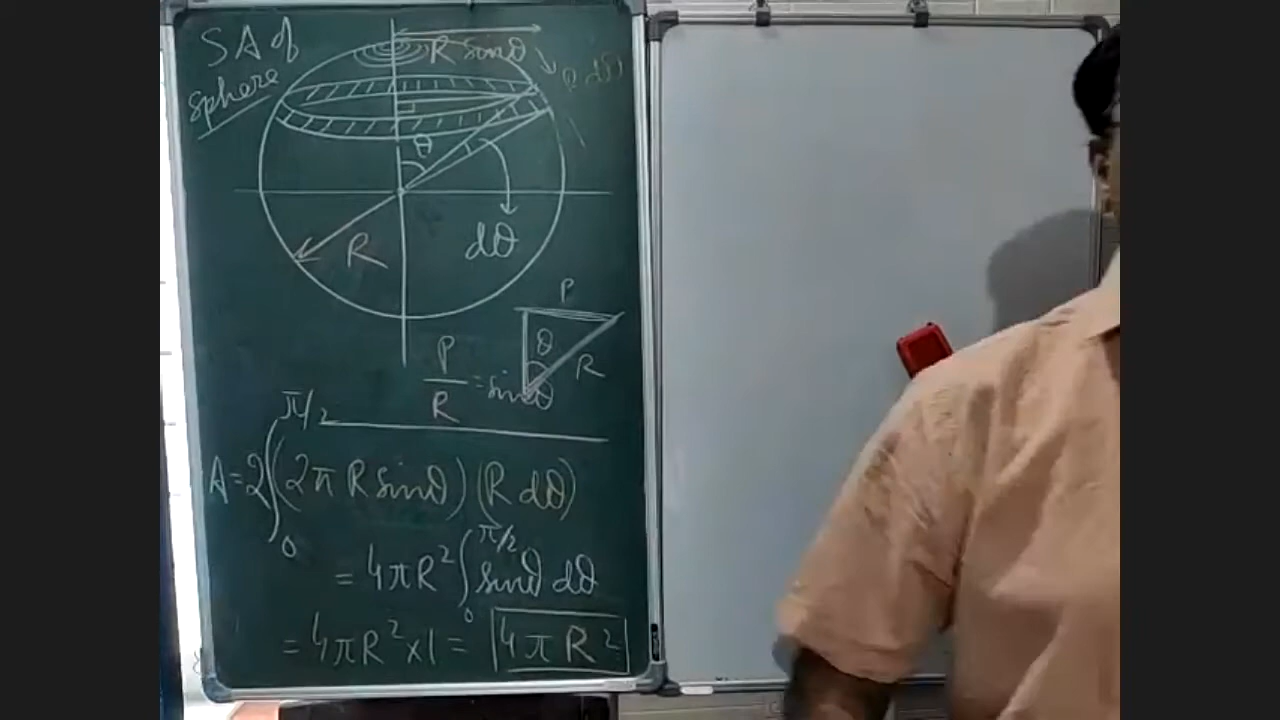 SA of
sphere
R sinθ
R dθ
θ
R
dθ
P
θ
R
P/R = sinθ
A = 2∫₀^π/2 (2π R sinθ) (R dθ)
= 4πR² ∫₀^π/2 sinθ dθ
= 4πR² × 1 = 4πR²